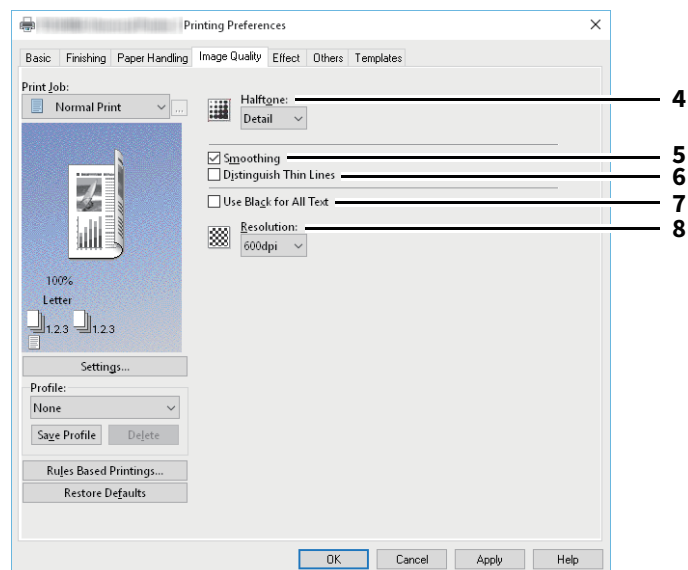 Printing Preferences
Basic Finishing Paper Handling Image Quality Effect Others Templates
Print Job:
Normal Print ...
Halftone:
Detail
4
Smoothing
5
Distinguish Thin Lines
6
Use Black for All Text
7
Resolution:
600dpi
8
100%
Letter
1.2.3 1.2.3
Settings...
Profile:
None
Save Profile Delete
Rules Based Printings...
Restore Defaults
OK Cancel Apply Help